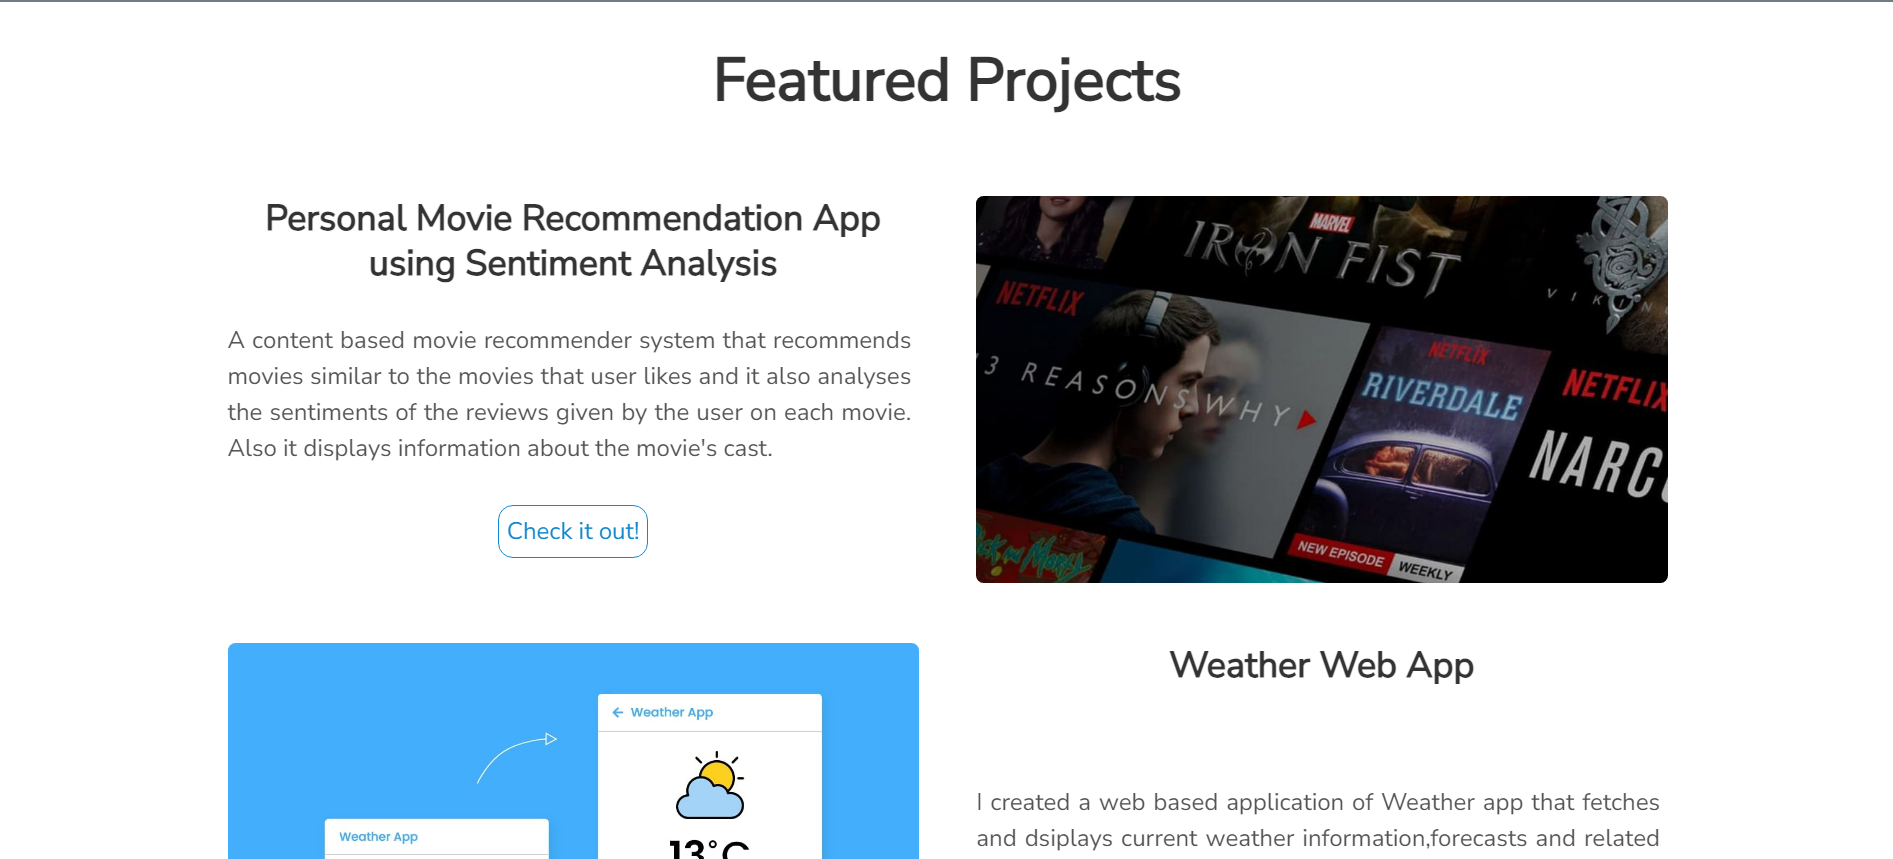 Featured Projects
Personal Movie Recommendation App
using Sentiment Analysis
A content based movie recommender system that recommends
movies similar to the movies that user likes and it also analyses
the sentiments of the reviews given by the user on each movie.
Also it displays information about the movie's cast.
Check it out!
MARVEL
IRON FIST
VIKIN
NETFLIX
13 REASONS WHY
NETFLIX
RIVERDALE
NEW EPISODE WEEKLY
NETFLIX
NARCO
Rick and Morty
Weather App
13°C
Weather App
Weather Web App
I created a web based application of Weather app that fetches
and dsiplays current weather information,forecasts and related